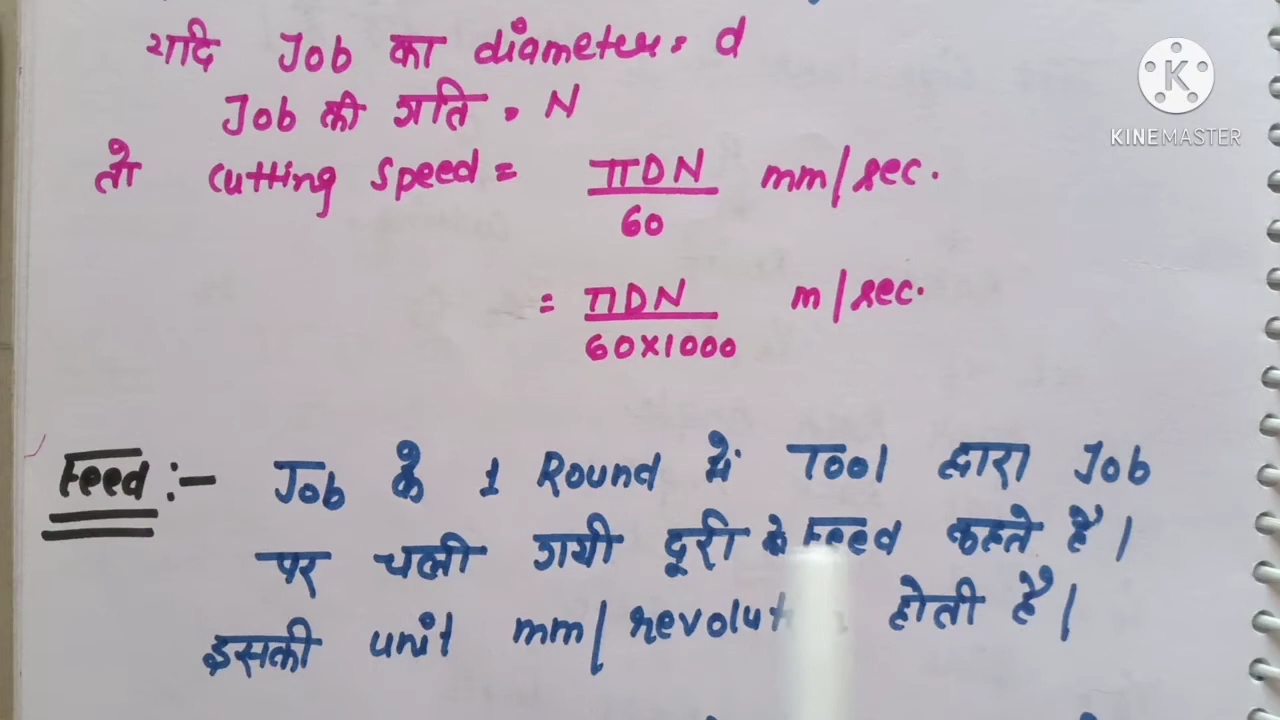 यादि Job का diameter = d
K
KINEMASTER
Job की गति = N
तो cutting speed = πDN/60 mm/sec.
= πDN/60×1000 m/sec.
Feed :- Job के 1 Round में Tool द्वारा Job
पर चली गयी दूरी को Feed कहते है।
इसकी unit mm/revolut होती है।